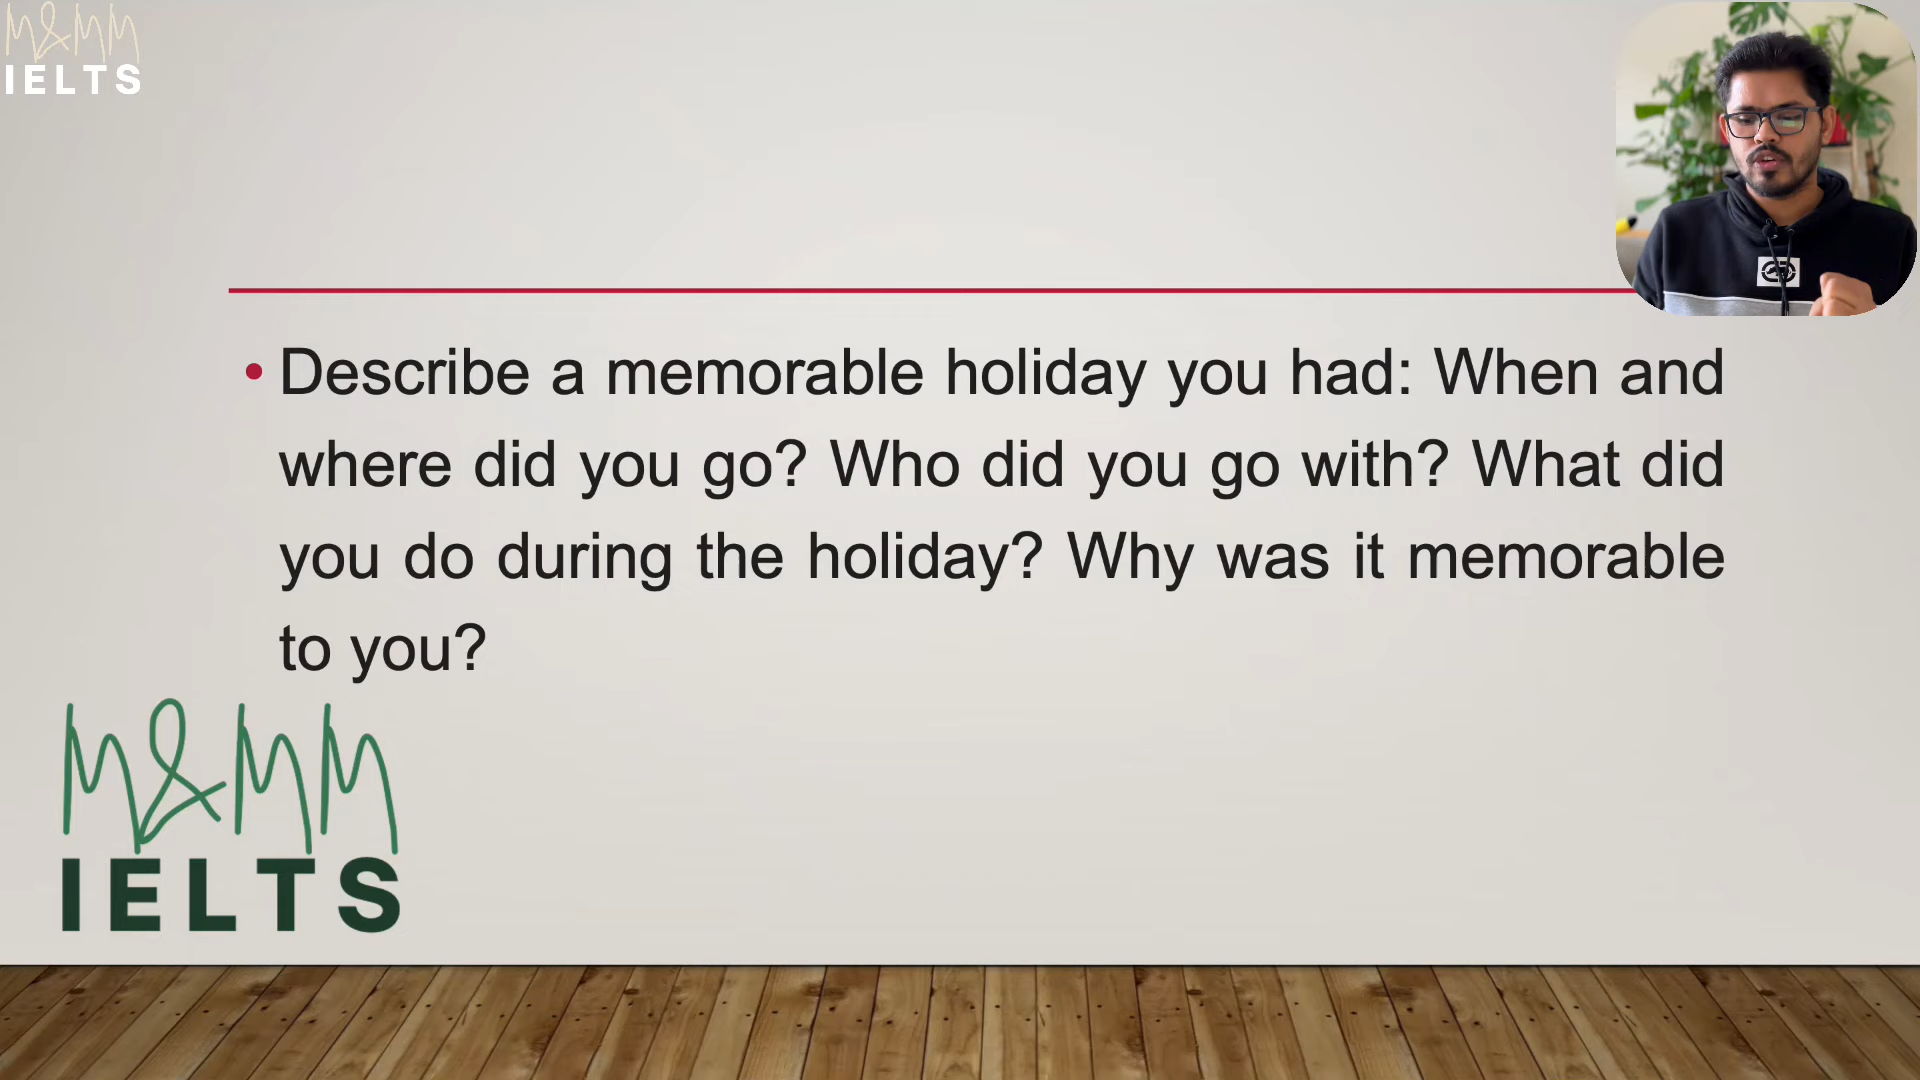 M&MM
IELTS
• Describe a memorable holiday you had: When and
where did you go? Who did you go with? What did
you do during the holiday? Why was it memorable
to you?
M&MM
IELTS